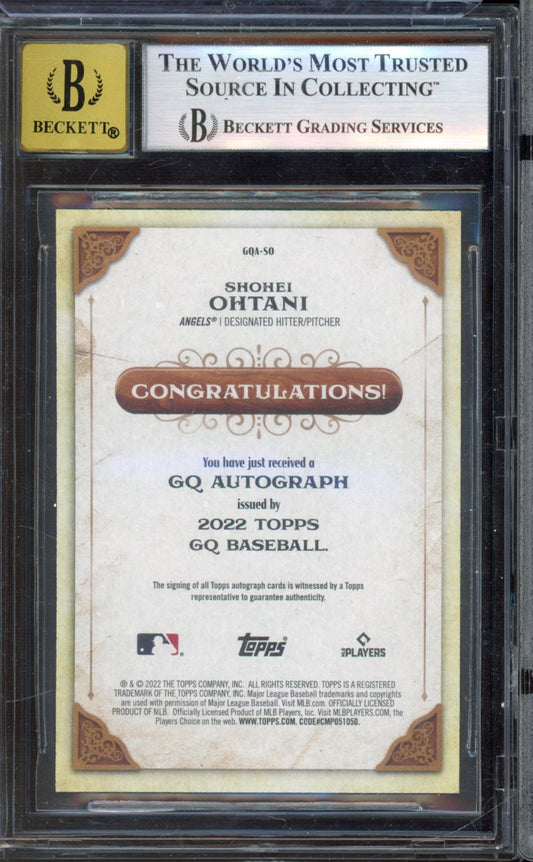 THE WORLD'S MOST TRUSTED
SOURCE IN COLLECTING™
B
BECKETT®
B BECKETT GRADING SERVICES
GQA-SO
SHOHEI
OHTANI
ANGELS® | DESIGNATED HITTER/PITCHER
CONGRATULATIONS!
You have just received a
GQ AUTOGRAPH
issued by
2022 TOPPS
GQ BASEBALL.
The signing of all Topps autograph cards is witnessed by a Topps
representative to guarantee authenticity.
topps
PLAYERS
® & © 2022 THE TOPPS COMPANY, INC. ALL RIGHTS RESERVED. TOPPS IS A REGISTERED
TRADEMARK OF THE TOPPS COMPANY, INC. Major League Baseball trademarks and copyrights
are used with permission of Major League Baseball. Visit MLB.com. OFFICIALLY LICENSED
PRODUCT OF MLB. Officially Licensed Product of MLB Players, Inc. Visit MLBPLAYERS.COM, the
Players Choice on the web. WWW.TOPPS.COM. CODE#CMP051050.